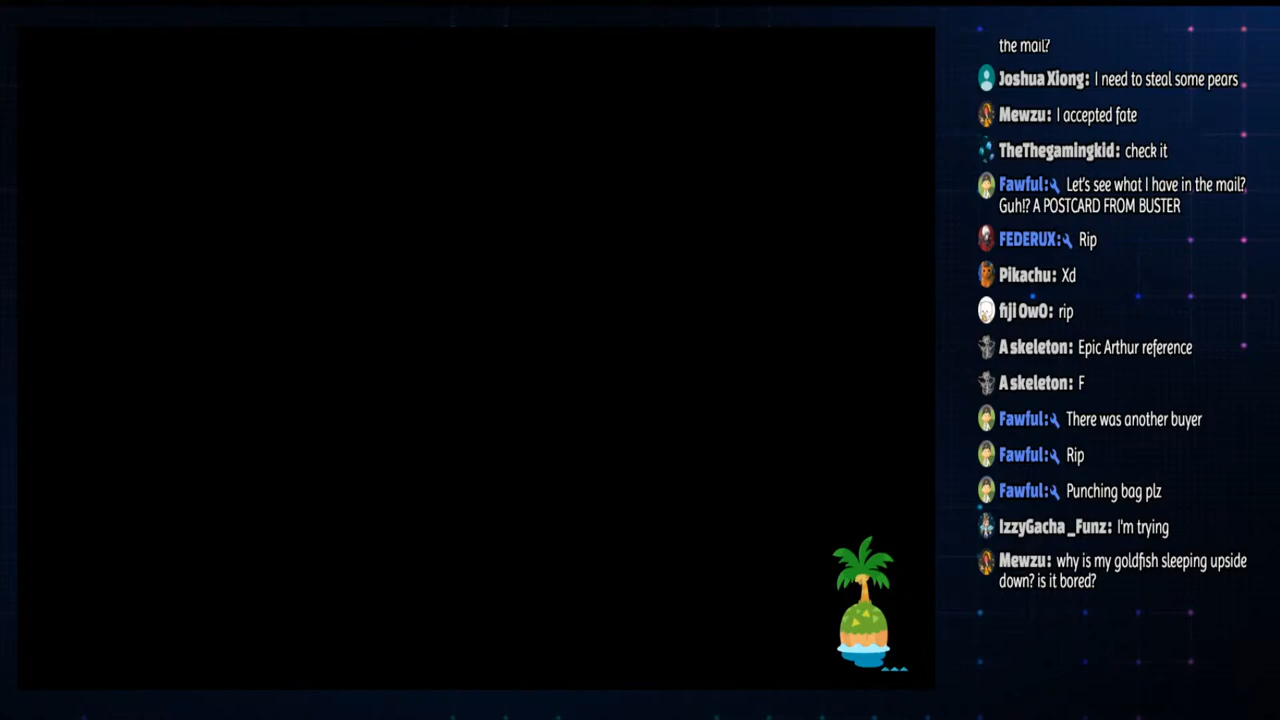 the mail?
Joshua Xiong: I need to steal some pears
Mewzu: I accepted fate
TheThegamingkid: check it
Fawful: Let's see what I have in the mail?
Guh!? A POSTCARD FROM BUSTER
FEDERUX: Rip
Pikachu: Xd
fiji OwO: rip
A skeleton: Epic Arthur reference
A skeleton: F
Fawful: There was another buyer
Fawful: Rip
Fawful: Punching bag plz
IzzyGacha_Funz: I'm trying
Mewzu: why is my goldfish sleeping upside
down? is it bored?